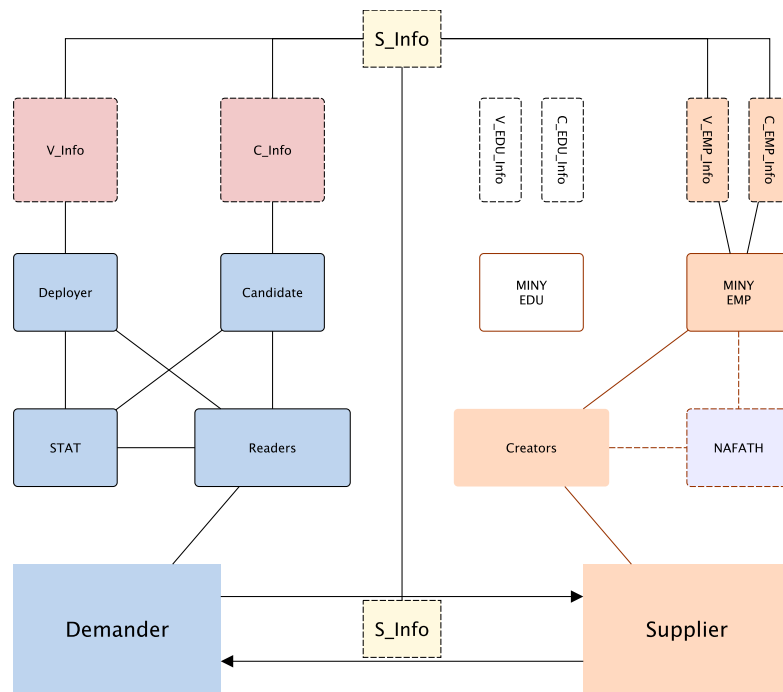 S_Info
V_Info
C_Info
V_EDU_Info
C_EDU_Info
V_EMP_Info
C_EMP_Info
Deployer
Candidate
MINY
EDU
MINY
EMP
STAT
Readers
Creators
NAFATH
Demander
S_Info
Supplier